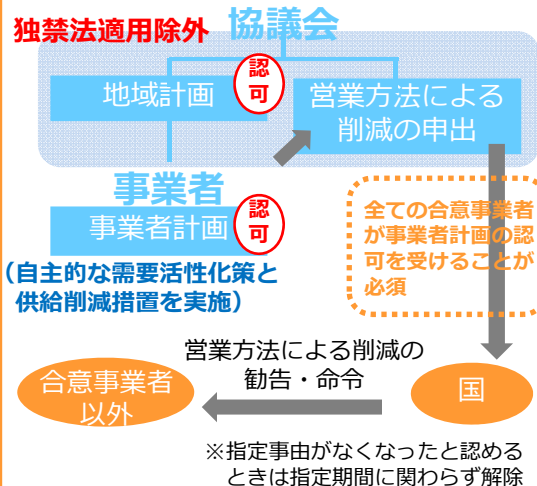 独禁法適用除外
協議会
地域計画
認
可
営業方法による
削減の申出
事業者
事業者計画
認
可
（自主的な需要活性化策と
供給削減措置を実施）
全ての合意事業者
が事業者計画の認
可を受けることが
必須
営業方法による削減の
勧告・命令
合意事業者
以外
国
※指定事由がなくなったと認める
ときは指定期間に関わらず解除